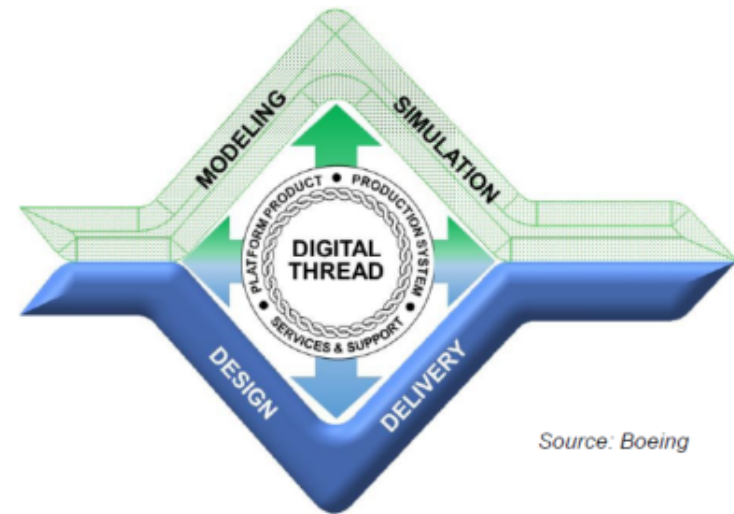 MODELING
SIMULATION
PLATFORM PRODUCT • PRODUCTION SYSTEM • SERVICES & SUPPORT •
DIGITAL
THREAD
DESIGN
DELIVERY
Source: Boeing